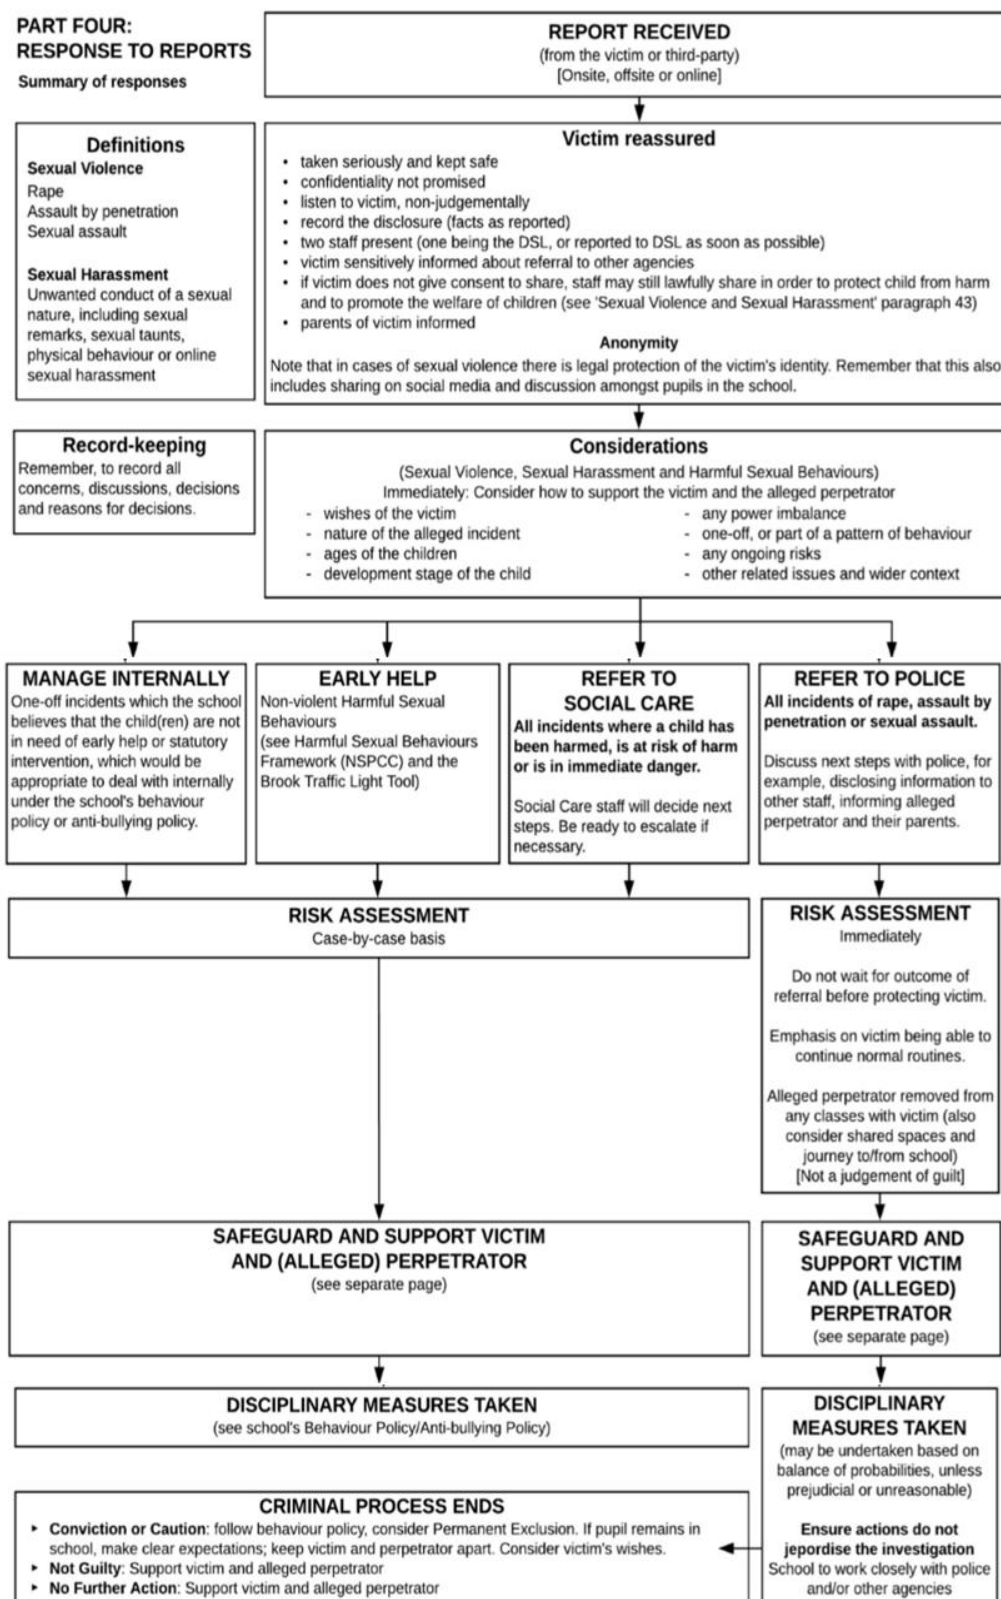 PART FOUR:
RESPONSE TO REPORTS
Summary of responses
REPORT RECEIVED
(from the victim or third-party)
[Onsite, offsite or online]
Definitions
Sexual Violence
Rape
Assault by penetration
Sexual assault
Sexual Harassment
Unwanted conduct of a sexual
nature, including sexual
remarks, sexual taunts,
physical behaviour or online
sexual harassment
Victim reassured
• taken seriously and kept safe
• confidentiality not promised
• listen to victim, non-judgementally
• record the disclosure (facts as reported)
• two staff present (one being the DSL, or reported to DSL as soon as possible)
• victim sensitively informed about referral to other agencies
• if victim does not give consent to share, staff may still lawfully share in order to protect child from harm
and to promote the welfare of children (see 'Sexual Violence and Sexual Harassment' paragraph 43)
• parents of victim informed
Anonymity
Note that in cases of sexual violence there is legal protection of the victim's identity. Remember that this also
includes sharing on social media and discussion amongst pupils in the school.
Record-keeping
Remember, to record all
concerns, discussions, decisions
and reasons for decisions.
Considerations
(Sexual Violence, Sexual Harassment and Harmful Sexual Behaviours)
Immediately: Consider how to support the victim and the alleged perpetrator
- wishes of the victim
- nature of the alleged incident
- ages of the children
- development stage of the child
- any power imbalance
- one-off, or part of a pattern of behaviour
- any ongoing risks
- other related issues and wider context
MANAGE INTERNALLY
One-off incidents which the school
believes that the child(ren) are not
in need of early help or statutory
intervention, which would be
appropriate to deal with internally
under the school's behaviour
policy or anti-bullying policy.
EARLY HELP
Non-violent Harmful Sexual
Behaviours
(see Harmful Sexual Behaviours
Framework (NSPCC) and the
Brook Traffic Light Tool)
REFER TO
SOCIAL CARE
All incidents where a child has
been harmed, is at risk of harm
or is in immediate danger.
Social Care staff will decide next
steps. Be ready to escalate if
necessary.
REFER TO POLICE
All incidents of rape, assault by
penetration or sexual assault.
Discuss next steps with police, for
example, disclosing information to
other staff, informing alleged
perpetrator and their parents.
RISK ASSESSMENT
Case-by-case basis
RISK ASSESSMENT
Immediately
Do not wait for outcome of
referral before protecting victim.
Emphasis on victim being able to
continue normal routines.
Alleged perpetrator removed from
any classes with victim (also
consider shared spaces and
journey to/from school)
[Not a judgement of guilt]
SAFEGUARD AND SUPPORT VICTIM
AND (ALLEGED) PERPETRATOR
(see separate page)
SAFEGUARD AND
SUPPORT VICTIM
AND (ALLEGED)
PERPETRATOR
(see separate page)
DISCIPLINARY MEASURES TAKEN
(see school's Behaviour Policy/Anti-bullying Policy)
DISCIPLINARY
MEASURES TAKEN
(may be undertaken based on
balance of probabilities, unless
prejudicial or unreasonable)
Ensure actions do not
jepordise the investigation
School to work closely with police
and/or other agencies
CRIMINAL PROCESS ENDS
▸ Conviction or Caution: follow behaviour policy, consider Permanent Exclusion. If pupil remains in
school, make clear expectations; keep victim and perpetrator apart. Consider victim's wishes.
▸ Not Guilty: Support victim and alleged perpetrator
▸ No Further Action: Support victim and alleged perpetrator